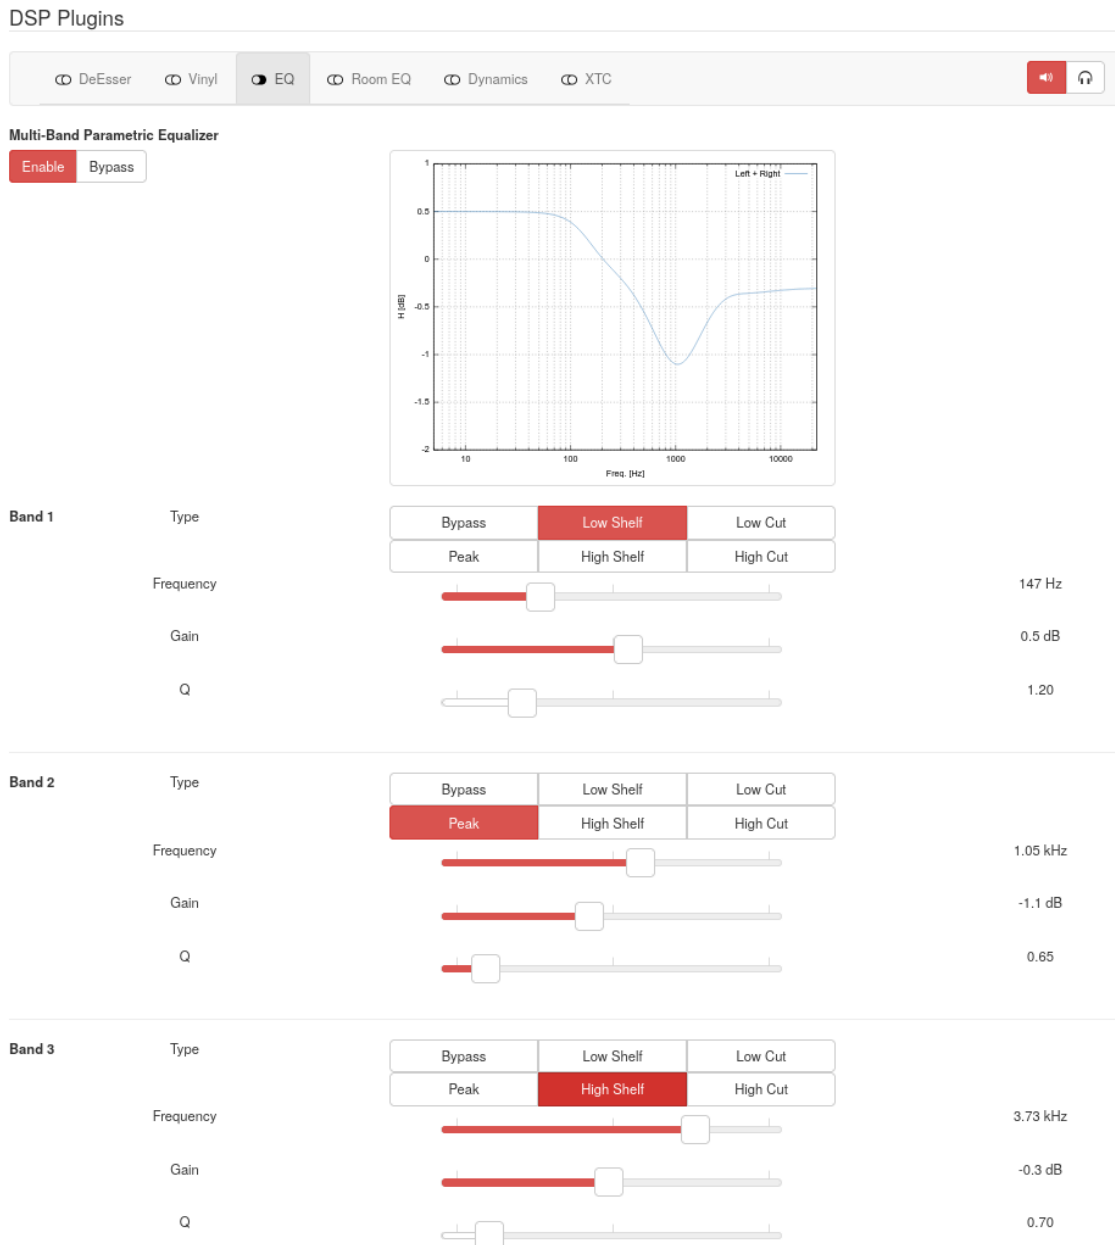 DSP Plugins
DeEsser Vinyl EQ Room EQ Dynamics XTC
Multi-Band Parametric Equalizer
Enable Bypass
Left + Right
1
0.5
0
-0.5
-1
-1.5
-2
H [dB]
10 100 1000 10000
Freq. [Hz]
Band 1 Type Bypass Low Shelf Low Cut
Peak High Shelf High Cut
Frequency 147 Hz
Gain 0.5 dB
Q 1.20
Band 2 Type Bypass Low Shelf Low Cut
Peak High Shelf High Cut
Frequency 1.05 kHz
Gain -1.1 dB
Q 0.65
Band 3 Type Bypass Low Shelf Low Cut
Peak High Shelf High Cut
Frequency 3.73 kHz
Gain -0.3 dB
Q 0.70